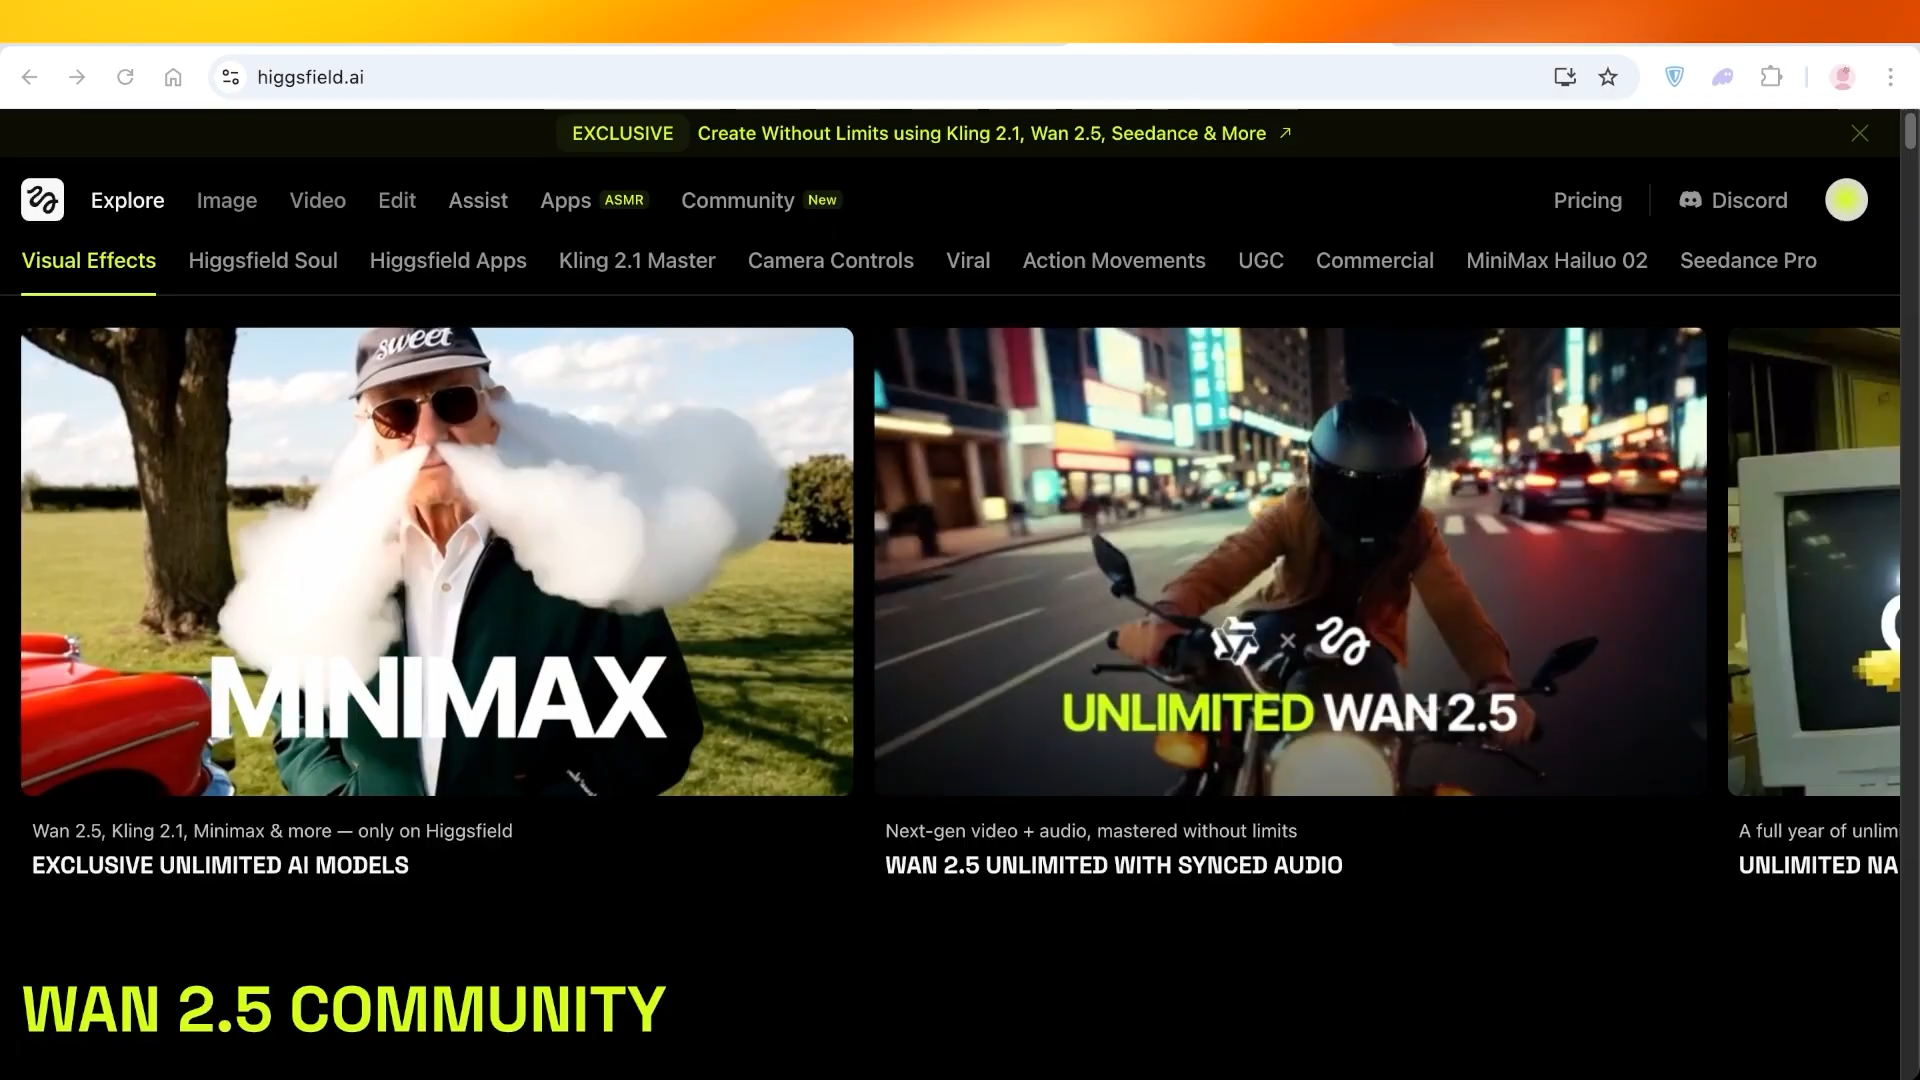 higgsfield.ai
EXCLUSIVE Create Without Limits using Kling 2.1, Wan 2.5, Seedance & More ↗
Explore Image Video Edit Assist Apps ASMR Community New Pricing Discord
Visual Effects Higgsfield Soul Higgsfield Apps Kling 2.1 Master Camera Controls Viral Action Movements UGC Commercial MiniMax Hailuo 02 Seedance Pro
sweet
MINIMAX
UNLIMITED WAN 2.5
Wan 2.5, Kling 2.1, Minimax & more — only on Higgsfield
EXCLUSIVE UNLIMITED AI MODELS
Next-gen video + audio, mastered without limits
WAN 2.5 UNLIMITED WITH SYNCED AUDIO
A full year of unlim
UNLIMITED NA
WAN 2.5 COMMUNITY